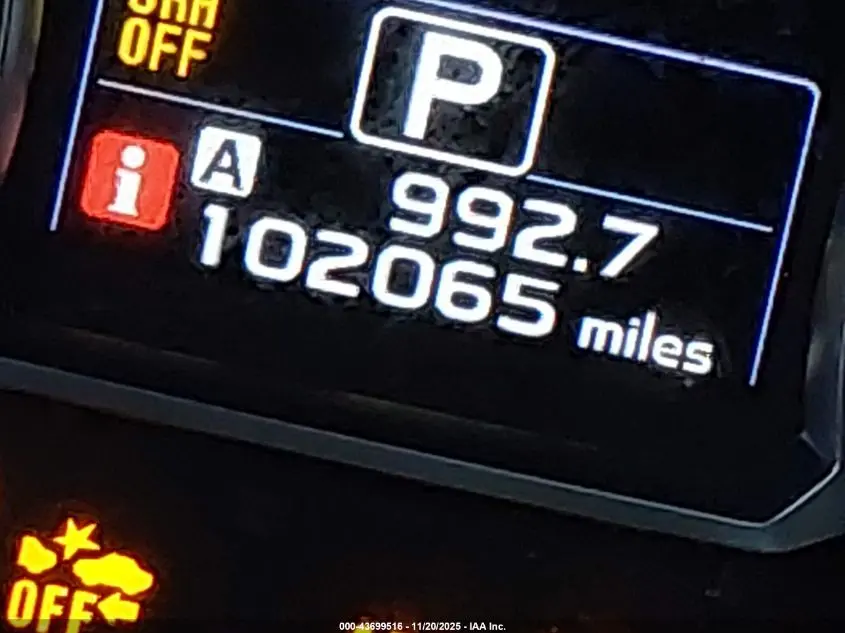 OFF
P
i A 992.7
102065 miles
OFF
000-43699516 - 11/20/2025 - IAA Inc.